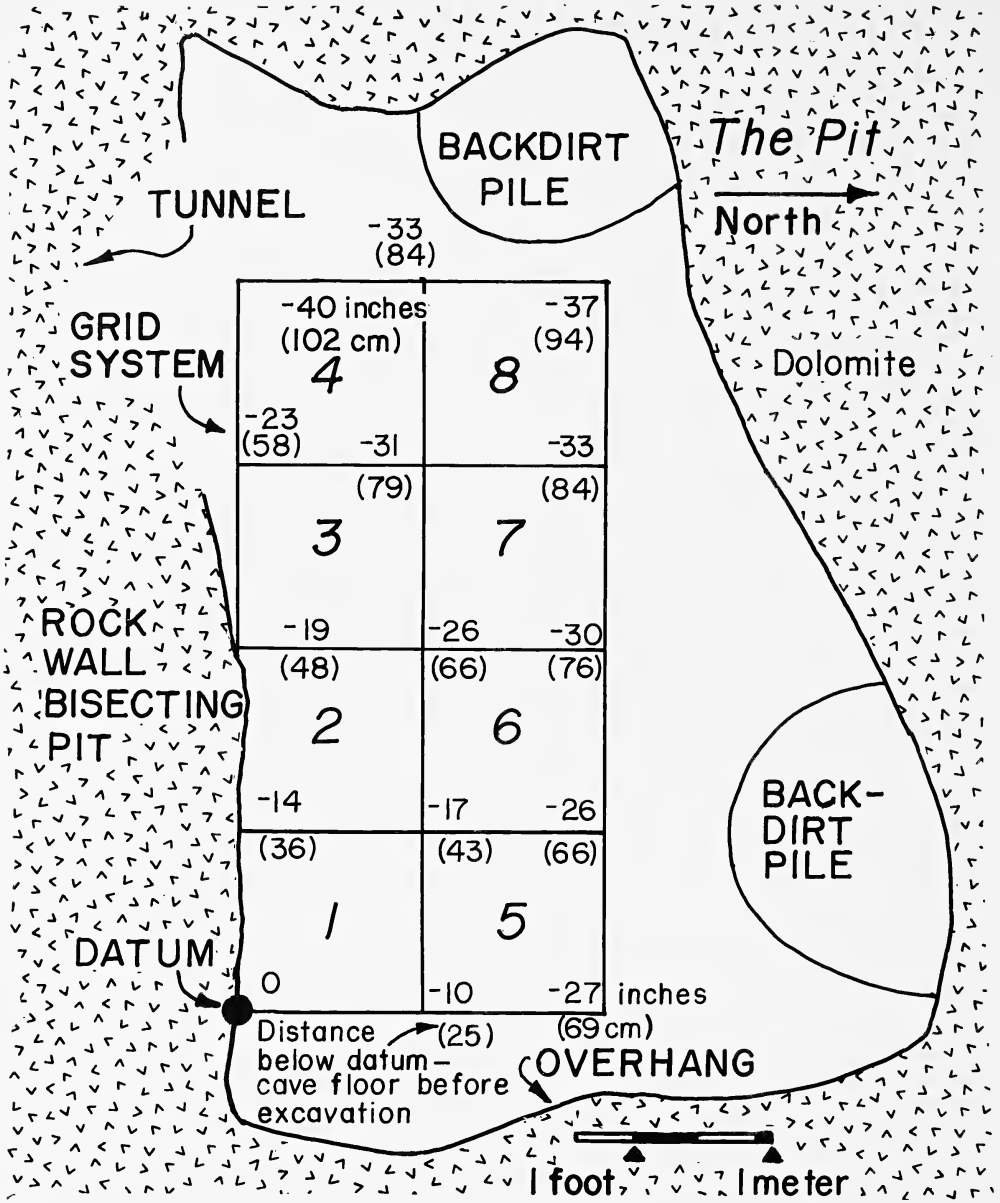 The Pit
North
BACKDIRT
PILE
TUNNEL
-33
(84)
GRID
SYSTEM
-40 inches
(102 cm)
4
-37
(94)
8
Dolomite
-23
(58)
-31
(79)
-33
(84)
3
7
-19
(48)
-26
(66)
-30
(76)
ROCK
WALL
BISECTING
PIT
2
6
-14
(36)
-17
(43)
-26
(66)
BACK-
DIRT
PILE
1
5
DATUM
0
-10
(25)
-27 inches
(69 cm)
Distance
below datum-
cave floor before
excavation
OVERHANG
1 foot
1 meter